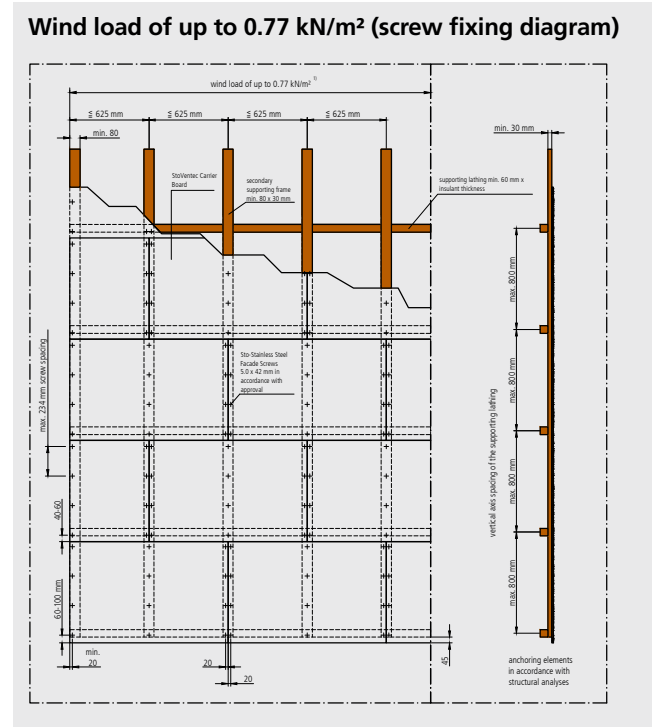 Wind load of up to 0.77 kN/m² (screw fixing diagram)
wind load of up to 0.77 kN/m² 1)
≤ 625 mm
≤ 625 mm
≤ 625 mm
≤ 625 mm
min. 80
min. 30 mm
StoVentec Carrier
Board
secondary
supporting frame
min. 80 x 30 mm
supporting lathing min. 60 mm x
insulant thickness
max. 800 mm
max. 800 mm
max. 800 mm
max. 800 mm
vertical axis spacing of the supporting lathing
Sto-Stainless Steel
Facade Screws
5.0 x 42 mm in
accordance with
approval
max. 234 mm screw spacing
40-60
60-100 mm
min.
20
20
20
45
anchoring elements
in accordance with
structural analyses